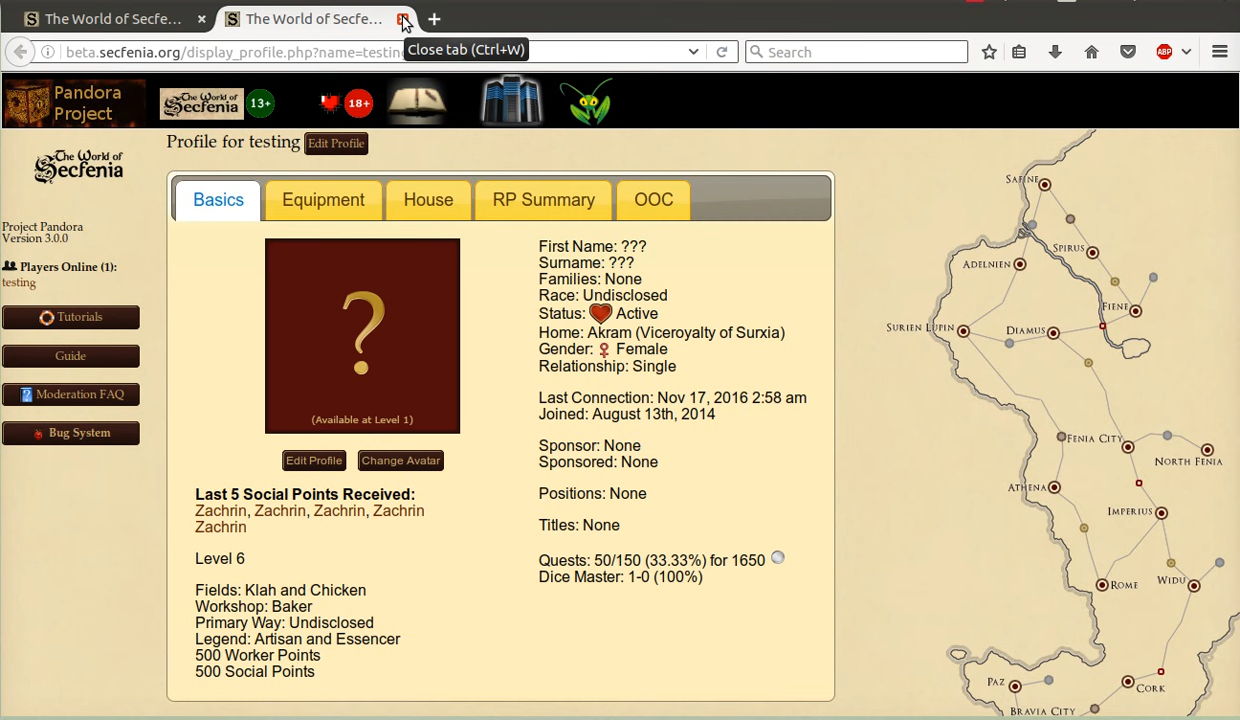 The World of Secfe...
The World of Secfe...
beta.secfenia.org/display_profile.php?name=testing
Close tab (Ctrl+W)
Search
ABP
Pandora
Project
The World of
Secfenia
13+
18+
The World of
Secfenia
Project Pandora
Version 3.0.0
Players Online (1):
testing
Tutorials
Guide
Moderation FAQ
Bug System
Profile for testing
Edit Profile
Basics
Equipment
House
RP Summary
OOC
?
(Available at Level 1)
Edit Profile
Change Avatar
Last 5 Social Points Received:
Zachrin, Zachrin, Zachrin, Zachrin
Zachrin
Level 6
Fields: Klah and Chicken
Workshop: Baker
Primary Way: Undisclosed
Legend: Artisan and Essencer
500 Worker Points
500 Social Points
First Name: ???
Surname: ???
Families: None
Race: Undisclosed
Status: Active
Home: Akram (Viceroyalty of Surxia)
Gender: ♀ Female
Relationship: Single
Last Connection: Nov 17, 2016 2:58 am
Joined: August 13th, 2014
Sponsor: None
Sponsored: None
Positions: None
Titles: None
Quests: 50/150 (33.33%) for 1650
Dice Master: 1-0 (100%)
Safine
Spirus
Adelnien
Fiene
Surien Lupin
Diamus
Fenia City
North Fenia
Athena
Imperius
Rome
Widu
Paz
Cork
Bravia City